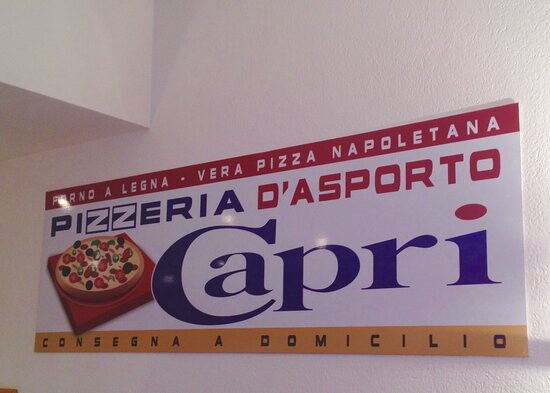 FORNO A LEGNA - VERA PIZZA NAPOLETANA
PIZZERIA D'ASPORTO
Capri
CONSEGNA A DOMICILIO